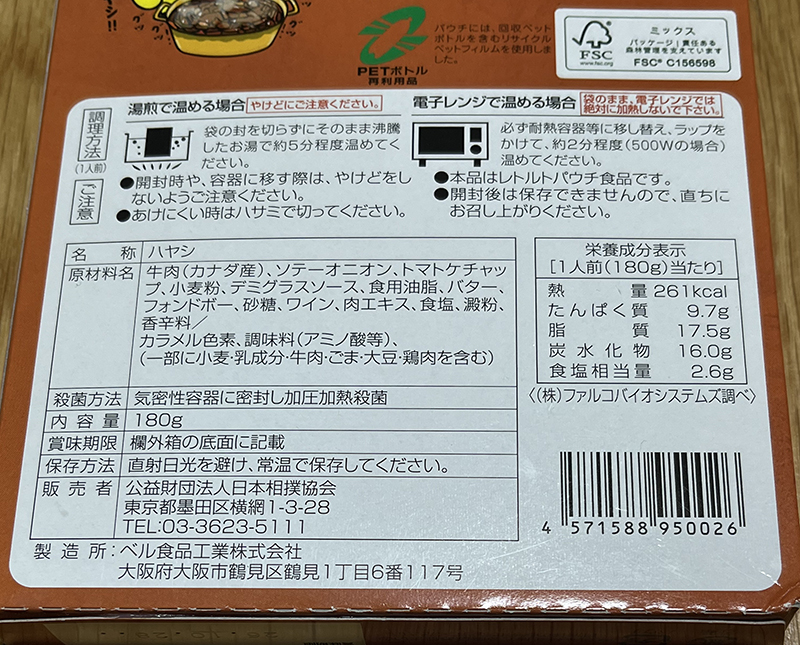 パウチには、回収ペット
ボトルを含むリサイクル
ペットフィルムを使用しま
した。
PETボトル
再利用品
FSC
www.fsc.org
ミックス
パッケージ|責任ある
森林管理を支えています
FSC® C156598
調理方法
(1人前)
ご注意
湯煎で温める場合 やけどにご注意ください。
袋の封を切らずにそのまま沸騰
したお湯で約5分程度温めてく
ださい。
●開封時や、容器に移す際は、やけどをし
ないようご注意ください。
●あけにくい時はハサミで切ってください。
電子レンジで温める場合 袋のまま、電子レンジでは
絶対に加熱しないで下さい。
必ず耐熱容器等に移し替え、ラップを
かけて、約2分程度(500Wの場合)
温めてください。
●本品はレトルトパウチ食品です。
●開封後は保存できませんので、直ちに
お召し上がりください。
名称 ハヤシ
原材料名 牛肉(カナダ産)、ソテーオニオン、トマトケチャッ
プ、小麦粉、デミグラスソース、食用油脂、バター、
フォンドボー、砂糖、ワイン、肉エキス、食塩、澱粉、
香辛料/
カラメル色素、調味料(アミノ酸等)、
(一部に小麦・乳成分・牛肉・ごま・大豆・鶏肉を含む)
殺菌方法 気密性容器に密封し加圧加熱殺菌
内容量 180g
賞味期限 欄外箱の底面に記載
保存方法 直射日光を避け、常温で保存してください。
販売者 公益財団法人日本相撲協会
東京都墨田区横網1-3-28
TEL:03-3623-5111
製造所:ベル食品工業株式会社
大阪府大阪市鶴見区鶴見1丁目6番117号
栄養成分表示
[1人前(180g)当たり]
熱量 261kcal
たんぱく質 9.7g
脂質 17.5g
炭水化物 16.0g
食塩相当量 2.6g
〈(株)ファルコバイオシステムズ調べ〉
4 571588 950026